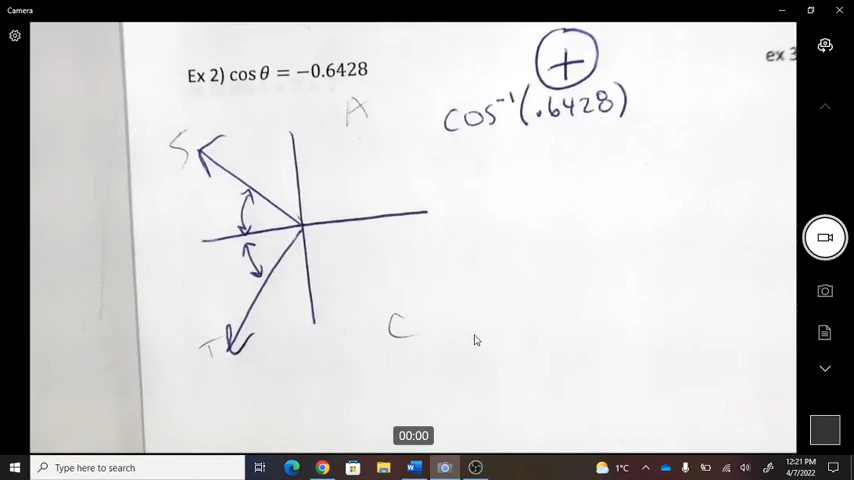 Camera
Ex 2) cos θ = −0.6428
+
ex 3
cos⁻¹(.6428)
A
S
T
C
00:00
Type here to search
1°C
12:21 PM
4/7/2022